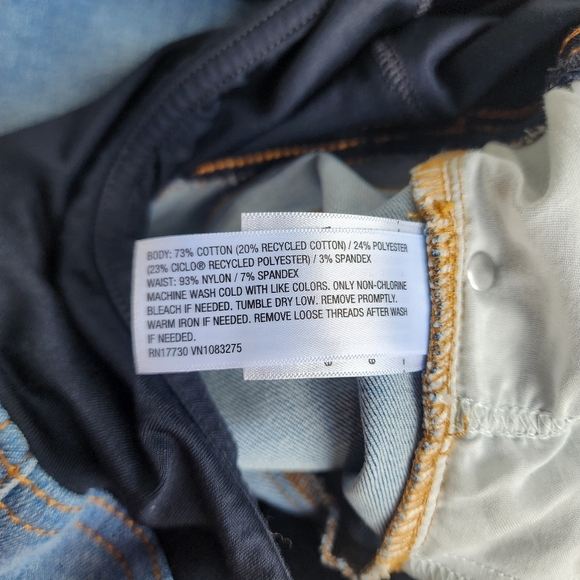 BODY: 73% COTTON (20% RECYCLED COTTON) / 24% POLYESTER
(23% CICLO® RECYCLED POLYESTER) / 3% SPANDEX
WAIST: 93% NYLON / 7% SPANDEX
MACHINE WASH COLD WITH LIKE COLORS. ONLY NON-CHLORINE
BLEACH IF NEEDED. TUMBLE DRY LOW. REMOVE PROMPTLY.
WARM IRON IF NEEDED. REMOVE LOOSE THREADS AFTER WASH
IF NEEDED.
RN17730 VN1083275